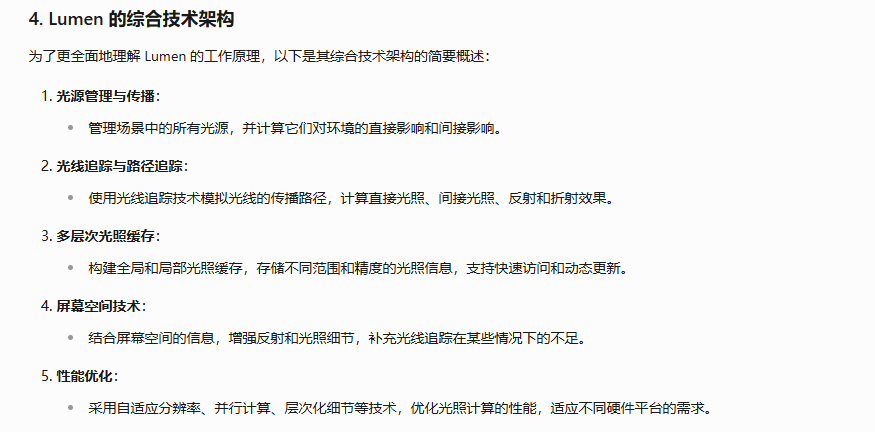 4. Lumen 的综合技术架构
为了更全面地理解 Lumen 的工作原理，以下是其综合技术架构的简要概述：
1. 光源管理与传播：
• 管理场景中的所有光源，并计算它们对环境的直接影响和间接影响。
2. 光线追踪与路径追踪：
• 使用光线追踪技术模拟光线的传播路径，计算直接光照、间接光照、反射和折射效果。
3. 多层次光照缓存：
• 构建全局和局部光照缓存，存储不同范围和精度的光照信息，支持快速访问和动态更新。
4. 屏幕空间技术：
• 结合屏幕空间的信息，增强反射和光照细节，补充光线追踪在某些情况下的不足。
5. 性能优化：
• 采用自适应分辨率、并行计算、层次化细节等技术，优化光照计算的性能，适应不同硬件平台的需求。